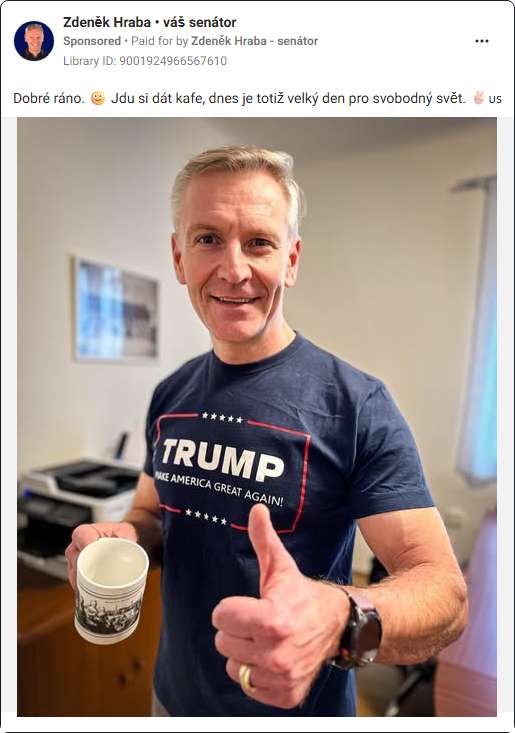 Zdeněk Hraba • váš senátor
Sponsored • Paid for by Zdeněk Hraba - senátor
Library ID: 9001924966567610
Dobré ráno. 🙂 Jdu si dát kafe, dnes je totiž velký den pro svobodný svět. ✌🏻 us
TRUMP
MAKE AMERICA GREAT AGAIN!